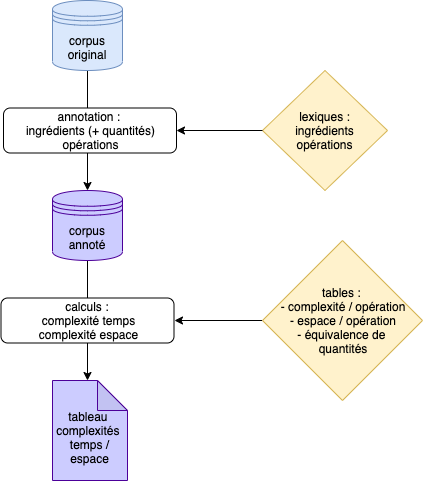 corpus
original
annotation :
ingrédients (+ quantités)
opérations
lexiques :
ingrédients
opérations
corpus
annoté
calculs :
complexité temps
complexité espace
tables :
- complexité / opération
- espace / opération
- équivalence de
quantités
tableau
complexités
temps /
espace